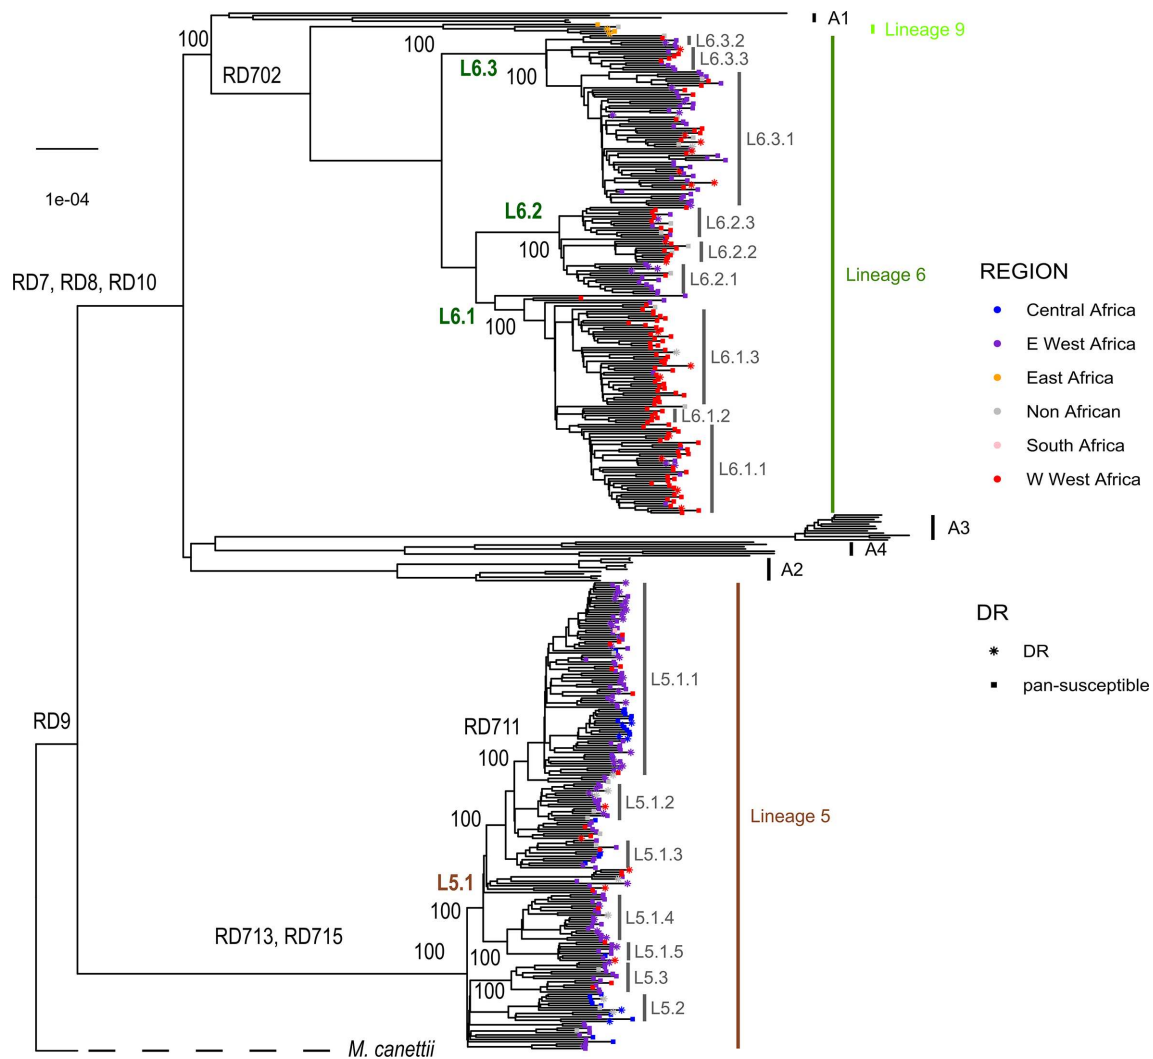 A1
Lineage 9
100
100
L6.3.2
L6.3.3
L6.3
100
RD702
L6.3.1
1e-04
L6.2
L6.2.3
100
L6.2.2
L6.2.1
RD7, RD8, RD10
Lineage 6
L6.1
100
L6.1.3
L6.1.2
L6.1.1
REGION
Central Africa
E West Africa
East Africa
Non African
South Africa
W West Africa
A3
A4
A2
DR
DR
pan-susceptible
L5.1.1
RD9
RD711
100
L5.1.2
100
Lineage 5
L5.1.3
L5.1
100
L5.1.4
RD713, RD715
100
100
L5.1.5
L5.3
100
L5.2
M. canettii